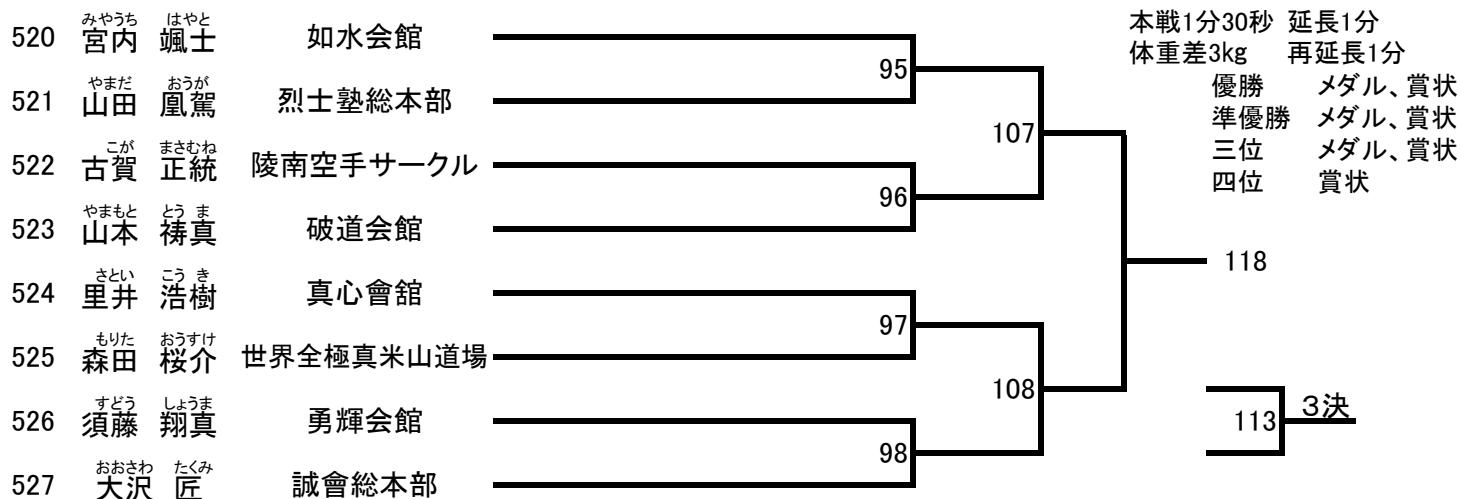 みやうち はやと
520 宮内 颯士 如水会館
やまだ おうが
521 山田 凰駕 烈士塾総本部
こが まさむね
522 古賀 正統 陵南空手サークル
やまもと とう ま
523 山本 祷真 破道会館
さとい こう き
524 里井 浩樹 真心會舘
もりた おうすけ
525 森田 桜介 世界全極真米山道場
すどう しょうま
526 須藤 翔真 勇輝会館
おおさわ たくみ
527 大沢 匠 誠會総本部
95
96
97
98
107
108
118
113 3決
本戦1分30秒 延長1分
体重差3kg 再延長1分
優勝 メダル、賞状
準優勝 メダル、賞状
三位 メダル、賞状
四位 賞状